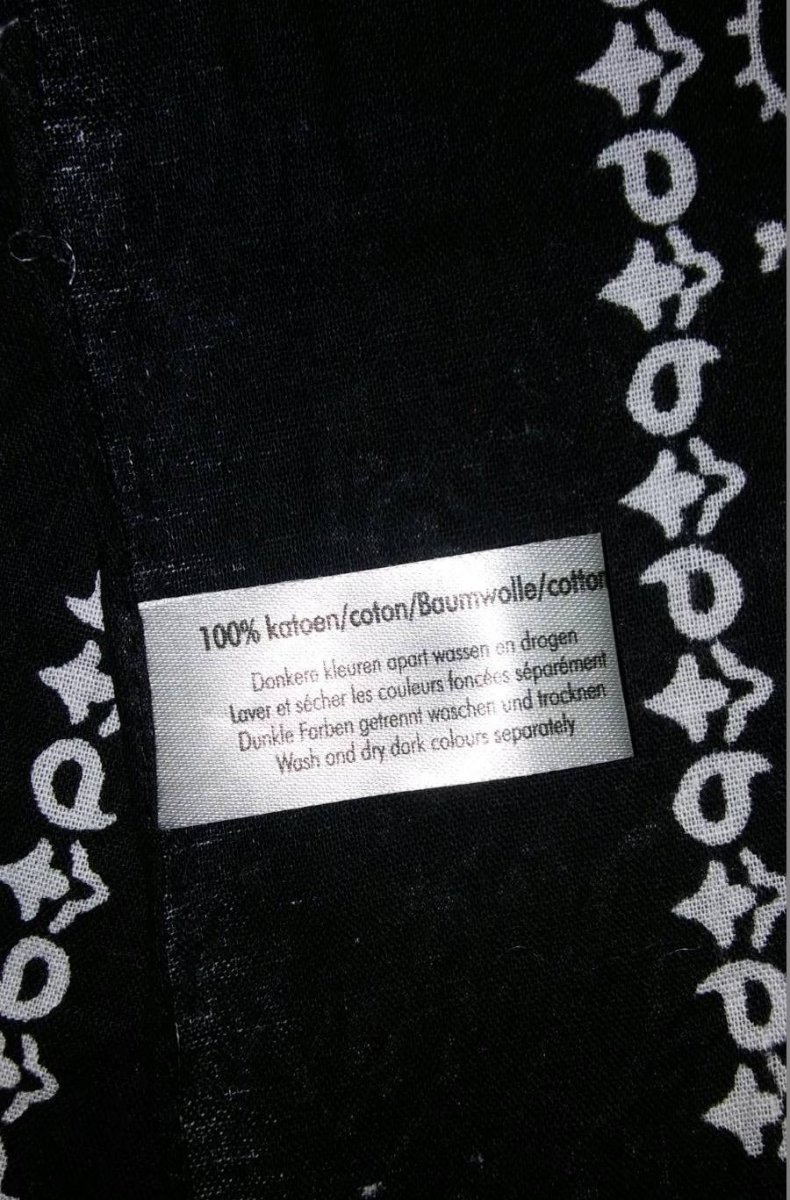 100% katoen/coton/Baumwolle/cotton
Donkere kleuren apart wassen en drogen
Laver et sécher les couleurs foncées séparément
Dunkle Farben getrennt waschen und trocknen
Wash and dry dark colours separately